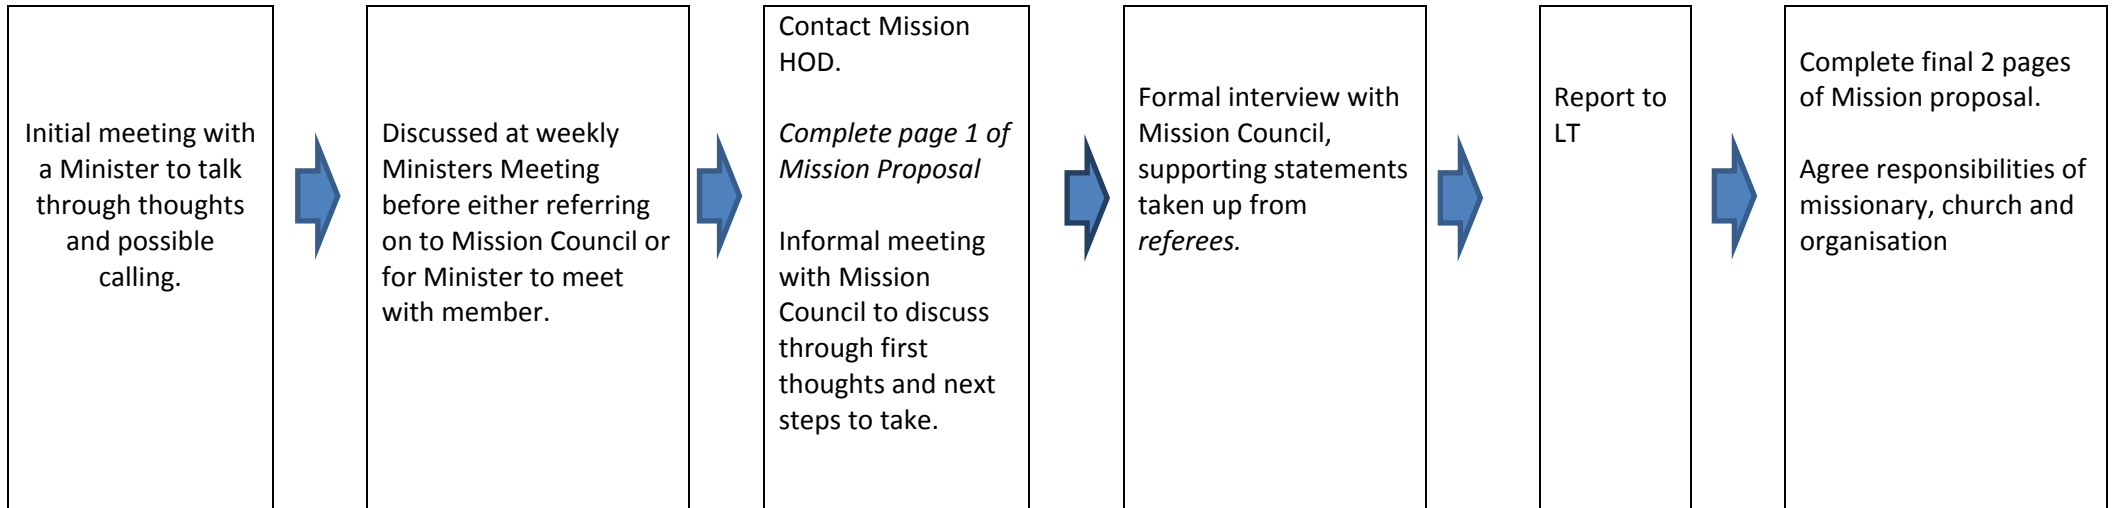 Initial meeting with
a Minister to talk
through thoughts
and possible
calling.
Discussed at weekly
Ministers Meeting
before either referring
on to Mission Council or
for Minister to meet
with member.
Contact Mission
HOD.
Complete page 1 of
Mission Proposal
Informal meeting
with Mission
Council to discuss
through first
thoughts and next
steps to take.
Formal interview with
Mission Council,
supporting statements
taken up from
referees.
Report to
LT
Complete final 2 pages
of Mission proposal.
Agree responsibilities of
missionary, church and
organisation